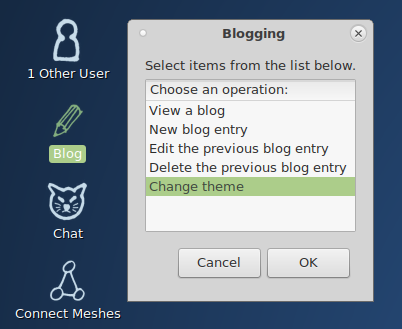 1 Other User
Blog
Chat
Connect Meshes
Blogging
Select items from the list below.
Choose an operation:
View a blog
New blog entry
Edit the previous blog entry
Delete the previous blog entry
Change theme
Cancel
OK